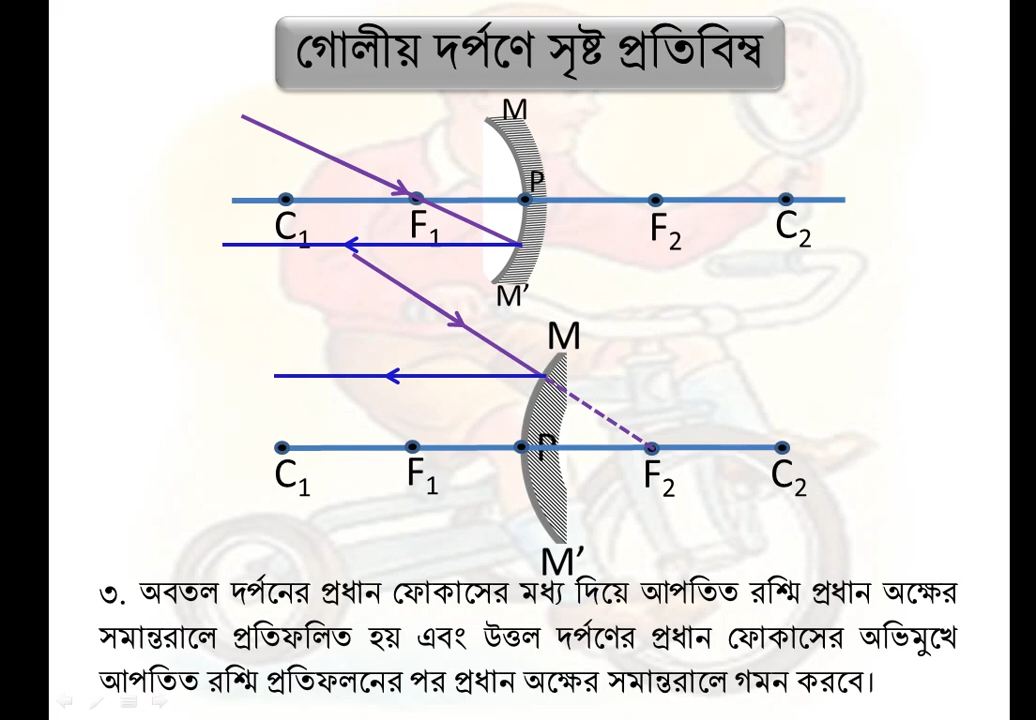 গোলীয় দর্পণে সৃষ্ট প্রতিবিম্ব
M
P
C₁ F₁ F₂ C₂
M’
M
P
C₁ F₁ F₂ C₂
M’
৩. অবতল দর্পনের প্রধান ফোকাসের মধ্য দিয়ে আপতিত রশ্মি প্রধান অক্ষের
সমান্তরালে প্রতিফলিত হয় এবং উত্তল দর্পণের প্রধান ফোকাসের অভিমুখে
আপতিত রশ্মি প্রতিফলনের পর প্রধান অক্ষের সমান্তরালে গমন করবে।